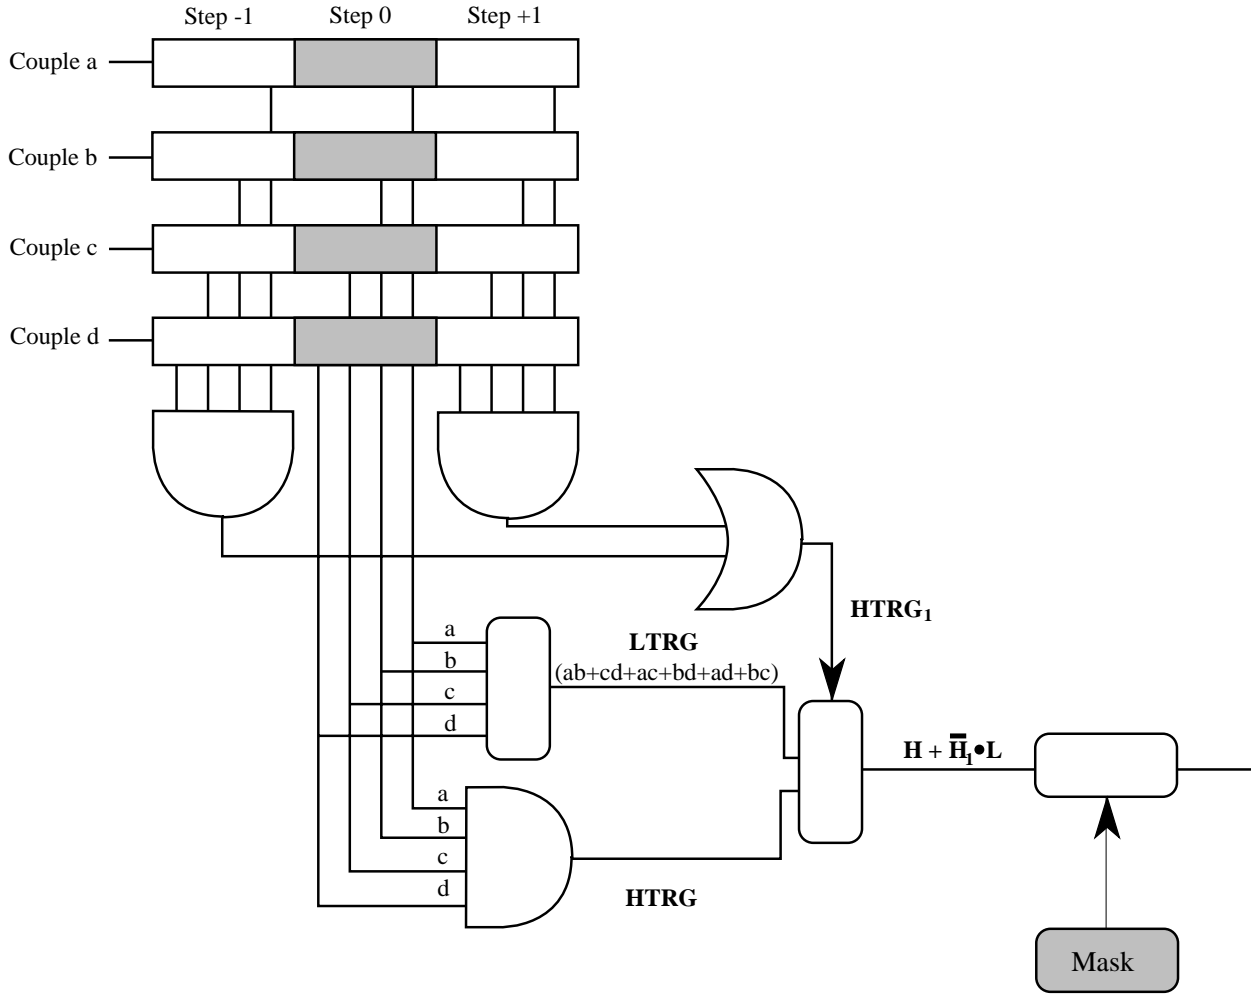 Step -1 Step 0 Step +1
Couple a
Couple b
Couple c
Couple d
HTRG1
a
b
c
d
LTRG
(ab+cd+ac+bd+ad+bc)
H + H̅1•L
a
b
c
d
HTRG
Mask